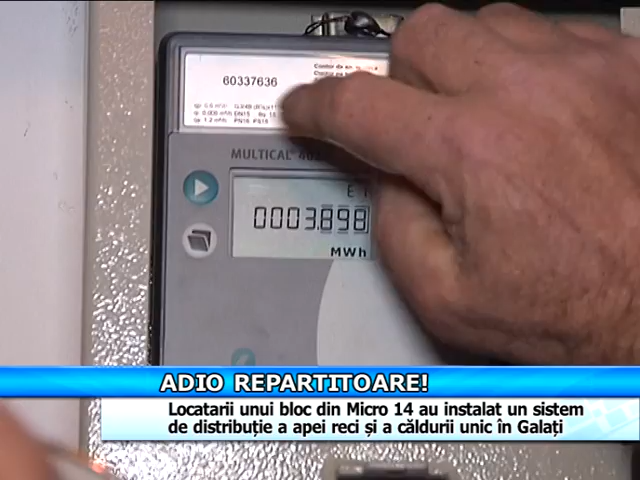 60337636
MULTICAL
E1
0003.898
MWh
ADIO REPARTITOARE!
Locatarii unui bloc din Micro 14 au instalat un sistem
de distribuție a apei reci și a căldurii unic în Galați